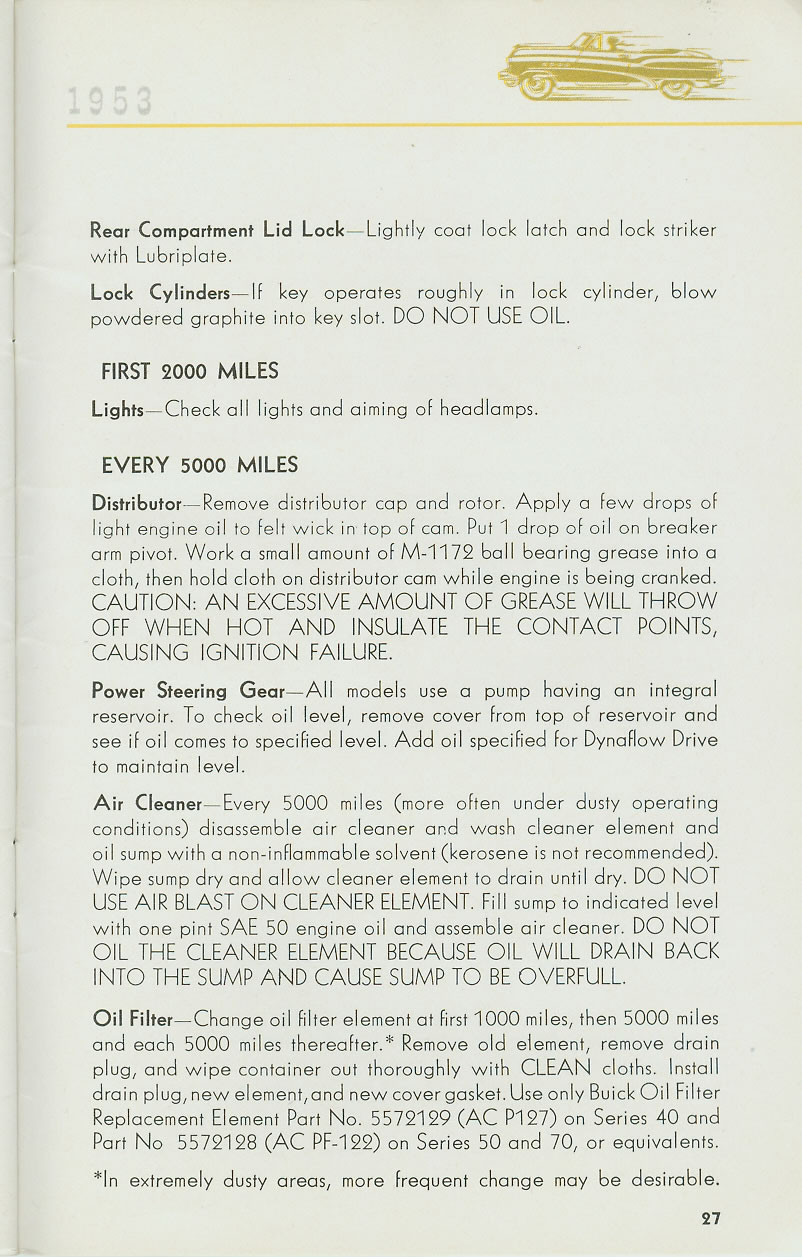 1953
Rear Compartment Lid Lock—Lightly coat lock latch and lock striker
with Lubriplate.
Lock Cylinders—If key operates roughly in lock cylinder, blow
powdered graphite into key slot. DO NOT USE OIL.
FIRST 2000 MILES
Lights—Check all lights and aiming of headlamps.
EVERY 5000 MILES
Distributor—Remove distributor cap and rotor. Apply a few drops of
light engine oil to felt wick in top of cam. Put 1 drop of oil on breaker
arm pivot. Work a small amount of M-1172 ball bearing grease into a
cloth, then hold cloth on distributor cam while engine is being cranked.
CAUTION: AN EXCESSIVE AMOUNT OF GREASE WILL THROW
OFF WHEN HOT AND INSULATE THE CONTACT POINTS,
CAUSING IGNITION FAILURE.
Power Steering Gear—All models use a pump having an integral
reservoir. To check oil level, remove cover from top of reservoir and
see if oil comes to specified level. Add oil specified for Dynaflow Drive
to maintain level.
Air Cleaner—Every 5000 miles (more often under dusty operating
conditions) disassemble air cleaner and wash cleaner element and
oil sump with a non-inflammable solvent (kerosene is not recommended).
Wipe sump dry and allow cleaner element to drain until dry. DO NOT
USE AIR BLAST ON CLEANER ELEMENT. Fill sump to indicated level
with one pint SAE 50 engine oil and assemble air cleaner. DO NOT
OIL THE CLEANER ELEMENT BECAUSE OIL WILL DRAIN BACK
INTO THE SUMP AND CAUSE SUMP TO BE OVERFULL.
Oil Filter—Change oil filter element at first 1000 miles, then 5000 miles
and each 5000 miles thereafter.* Remove old element, remove drain
plug, and wipe container out thoroughly with CLEAN cloths. Install
drain plug, new element, and new cover gasket. Use only Buick Oil Filter
Replacement Element Part No. 5572129 (AC P127) on Series 40 and
Part No 5572128 (AC PF-122) on Series 50 and 70, or equivalents.
*In extremely dusty areas, more frequent change may be desirable.
27